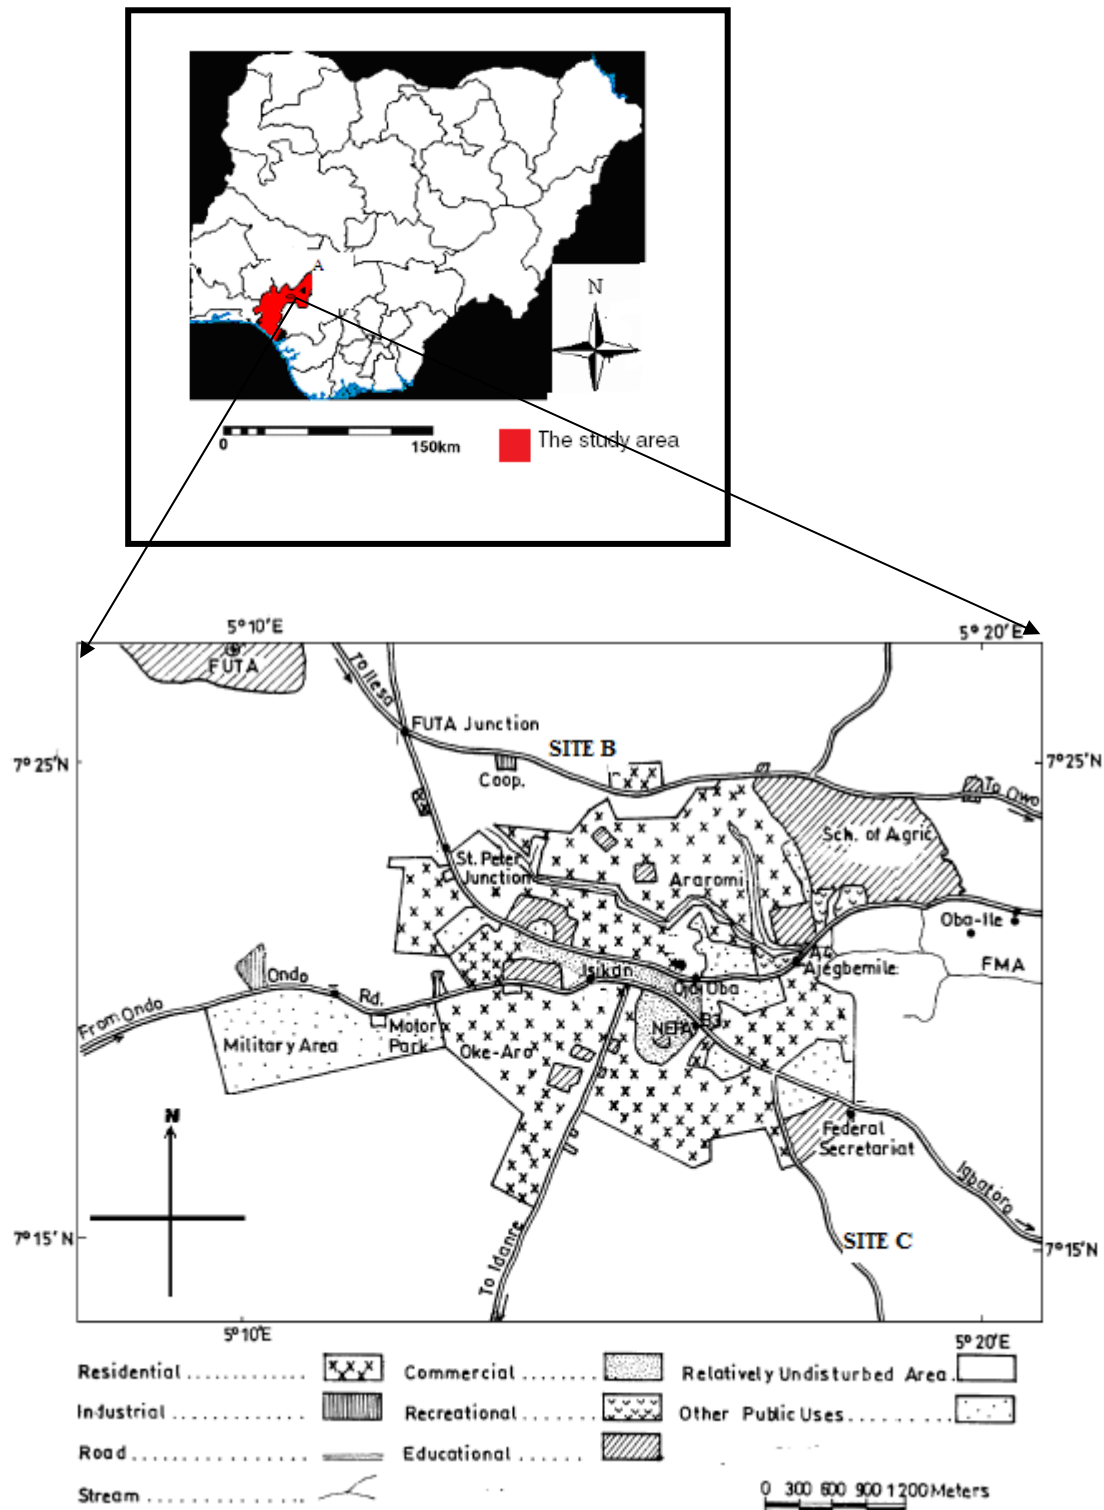 A
N
0 150km
The study area
5°10'E
5°20'E
FUTA
To Ilesa
FUTA Junction
SITE B
7°25'N
7°25'N
Coop.
To Owo
Sch. of Agric
St. Peter
Junction
Araromi
Oba-Ile
A4
Ajegbemile
FMA
Isikan
Oja Oba
Ondo
Rd.
From Ondo
Motor
Park
Military Area
Oke-Aro
NEPA
B3
N
Federal
Secretariat
Igbatoro
7°15'N
SITE C
7°15'N
To Idanre
5°10'E
5°20'E
Residential
Commercial
Relatively Undisturbed Area
Industrial
Recreational
Other Public Uses
Road
Educational
Stream
0 300 600 900 1200 Meters